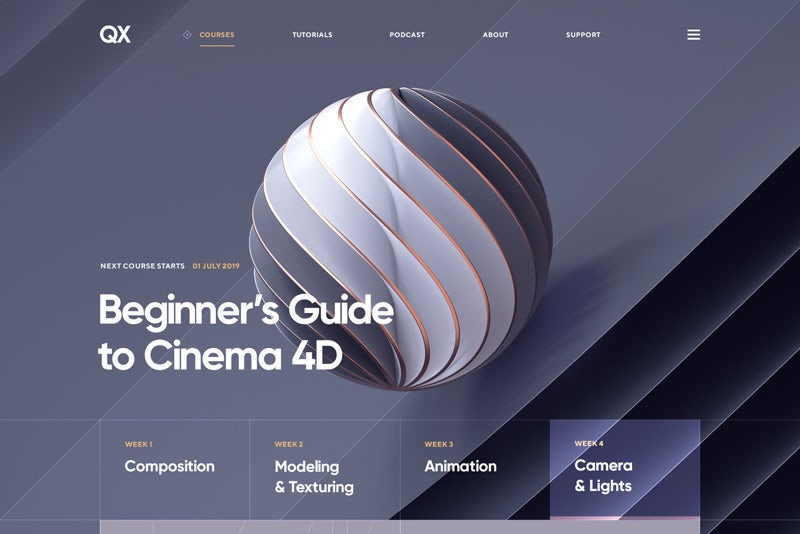 QX
COURSES
TUTORIALS
PODCAST
ABOUT
SUPPORT
NEXT COURSE STARTS 01 JULY 2019
Beginner's Guide
to Cinema 4D
WEEK 1
Composition
WEEK 2
Modeling
& Texturing
WEEK 3
Animation
WEEK 4
Camera
& Lights